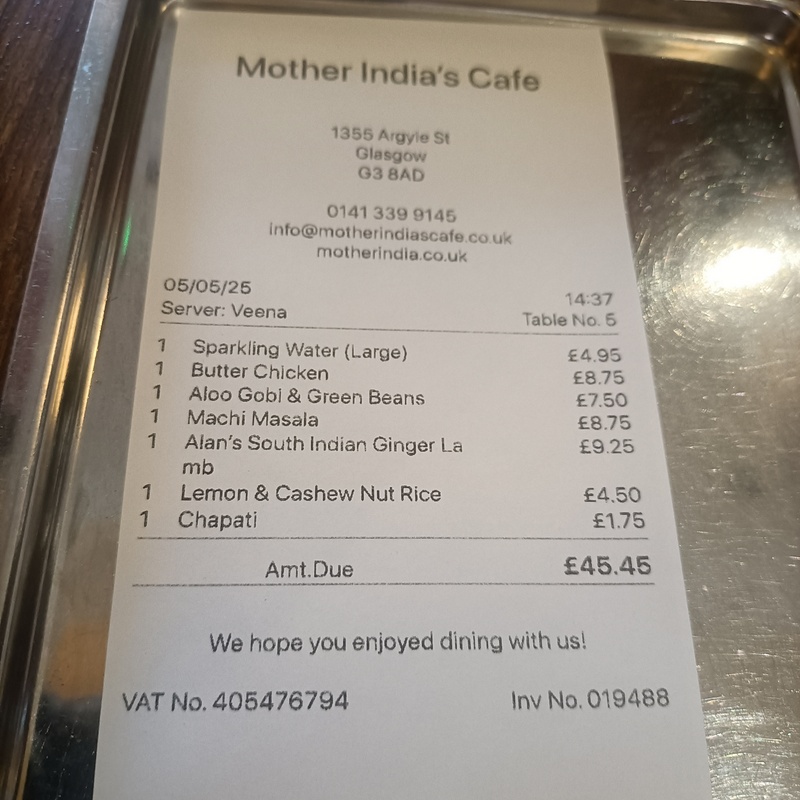 Mother India's Cafe
1355 Argyle St
Glasgow
G3 8AD
0141 339 9145
info@motherindiascafe.co.uk
motherindia.co.uk
05/05/25 14:37
Server: Veena Table No. 5
1 Sparkling Water (Large) £4.95
1 Butter Chicken £8.75
1 Aloo Gobi & Green Beans £7.50
1 Machi Masala £8.75
1 Alan's South Indian Ginger La £9.25
mb
1 Lemon & Cashew Nut Rice £4.50
1 Chapati £1.75
Amt.Due £45.45
We hope you enjoyed dining with us!
VAT No. 405476794 Inv No. 019488